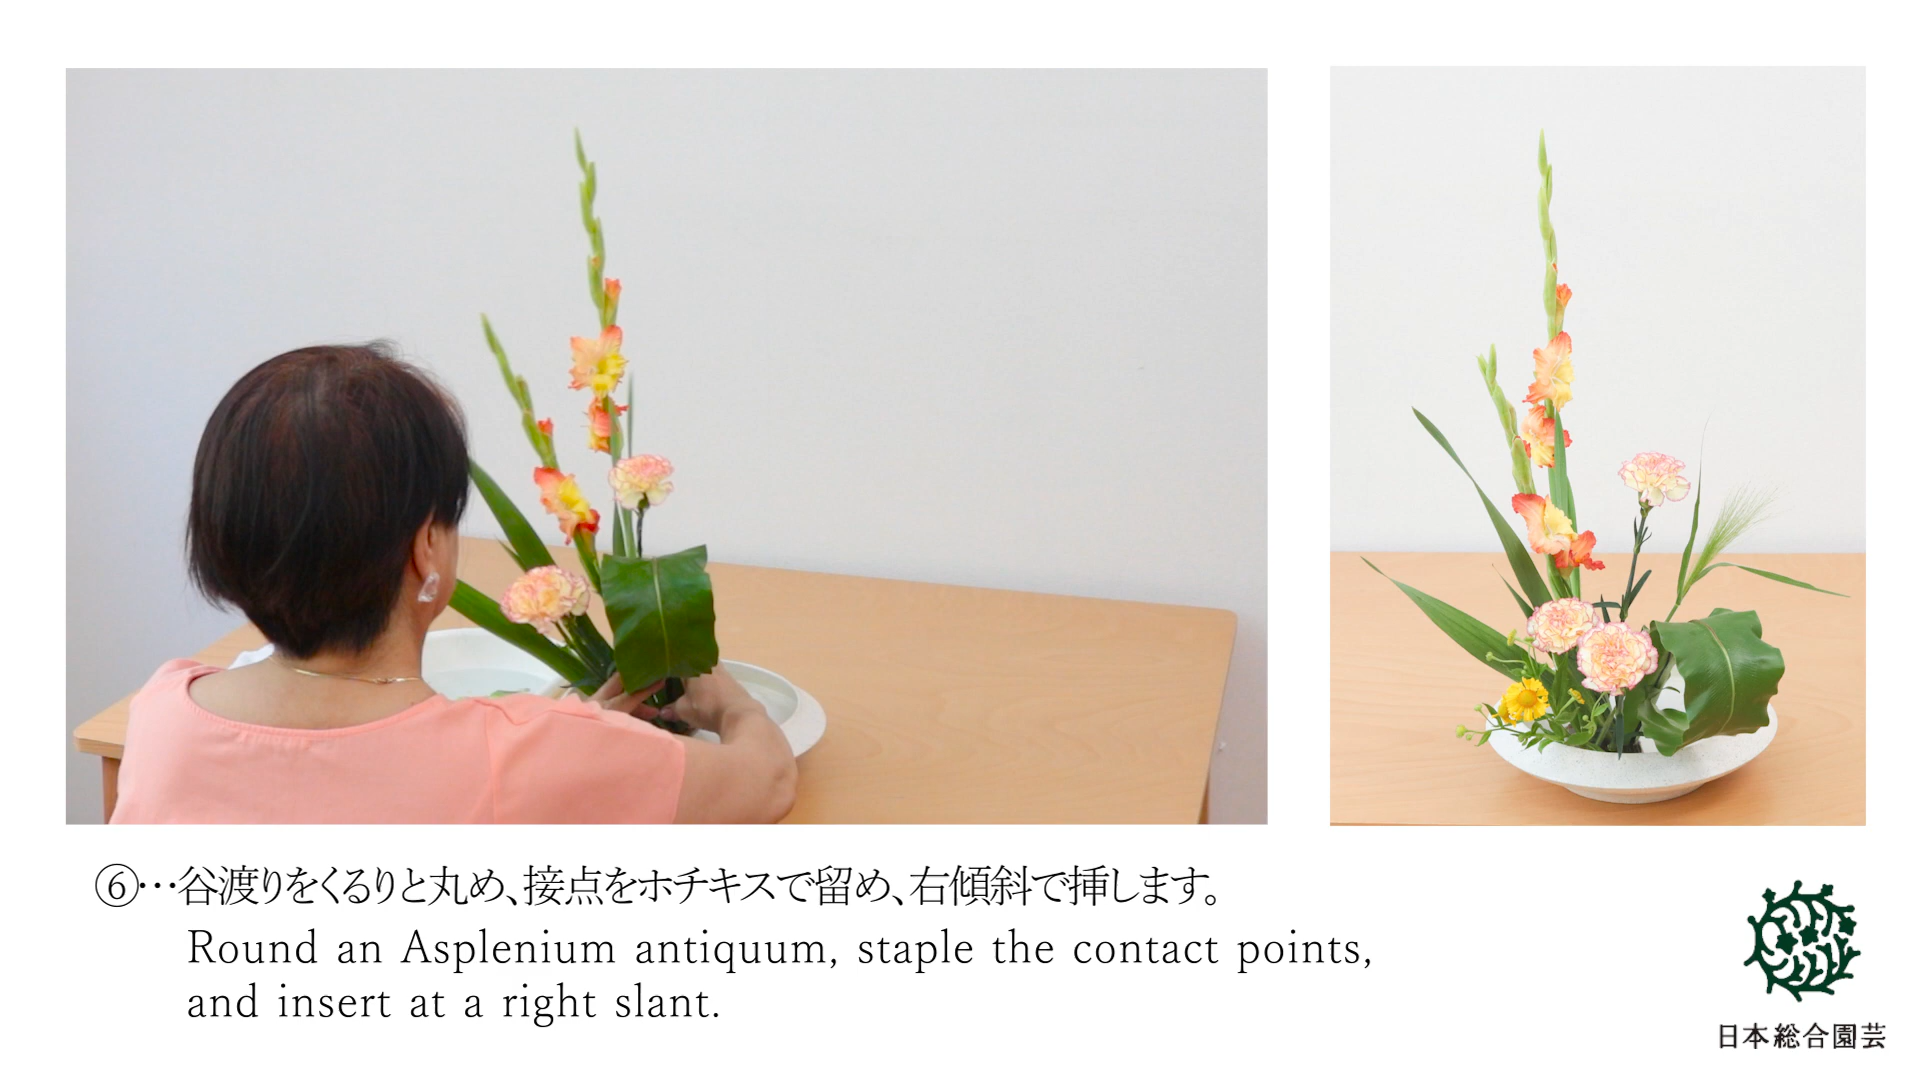 ⑥…谷渡りをくるりと丸め、接点をホチキスで留め、右傾斜で挿します。
Round an Asplenium antiquum, staple the contact points,
and insert at a right slant.
日本総合園芸